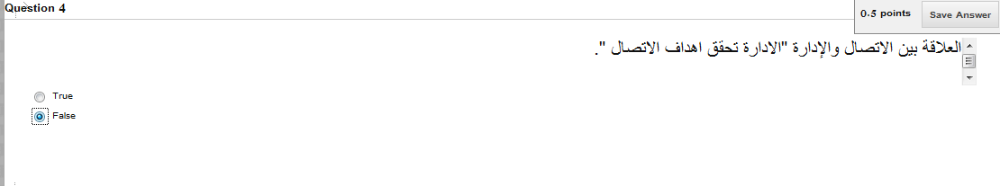 Question 4
0.5 points
Save Answer
العلاقة بين الاتصال والإدارة "الادارة تحقق اهداف الاتصال ".
True
False